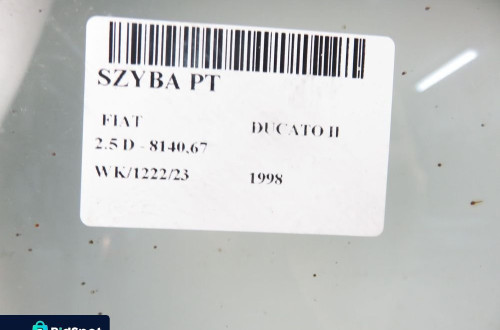 SZYBA PT
FIAT DUCATO II
2.5 D - 8140.67
WK/1222/23 1998